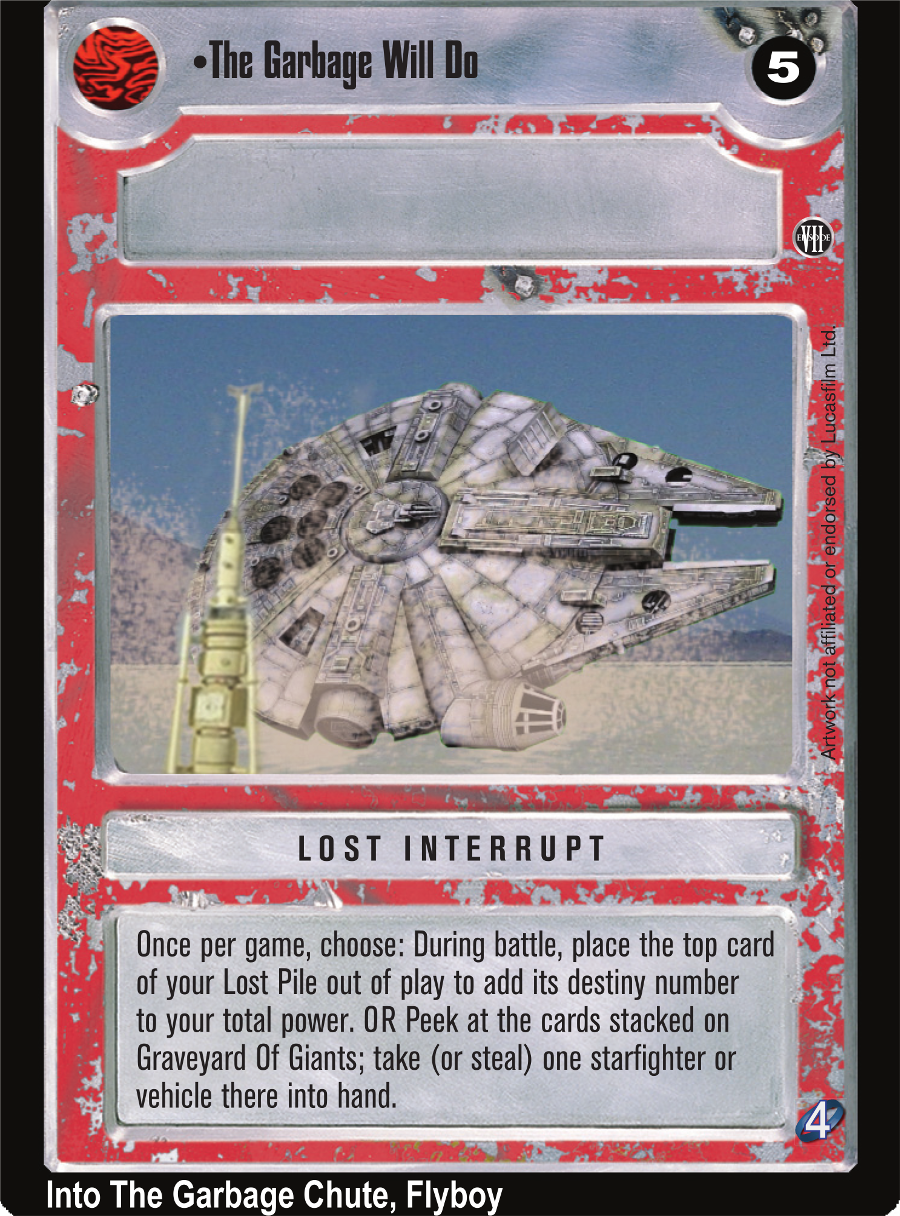 •The Garbage Will Do
5
EPISODE
VII
Artwork not affiliated or endorsed by Lucasfilm Ltd.
LOST INTERRUPT
Once per game, choose: During battle, place the top card
of your Lost Pile out of play to add its destiny number
to your total power. OR Peek at the cards stacked on
Graveyard Of Giants; take (or steal) one starfighter or
vehicle there into hand.
4
Into The Garbage Chute, Flyboy